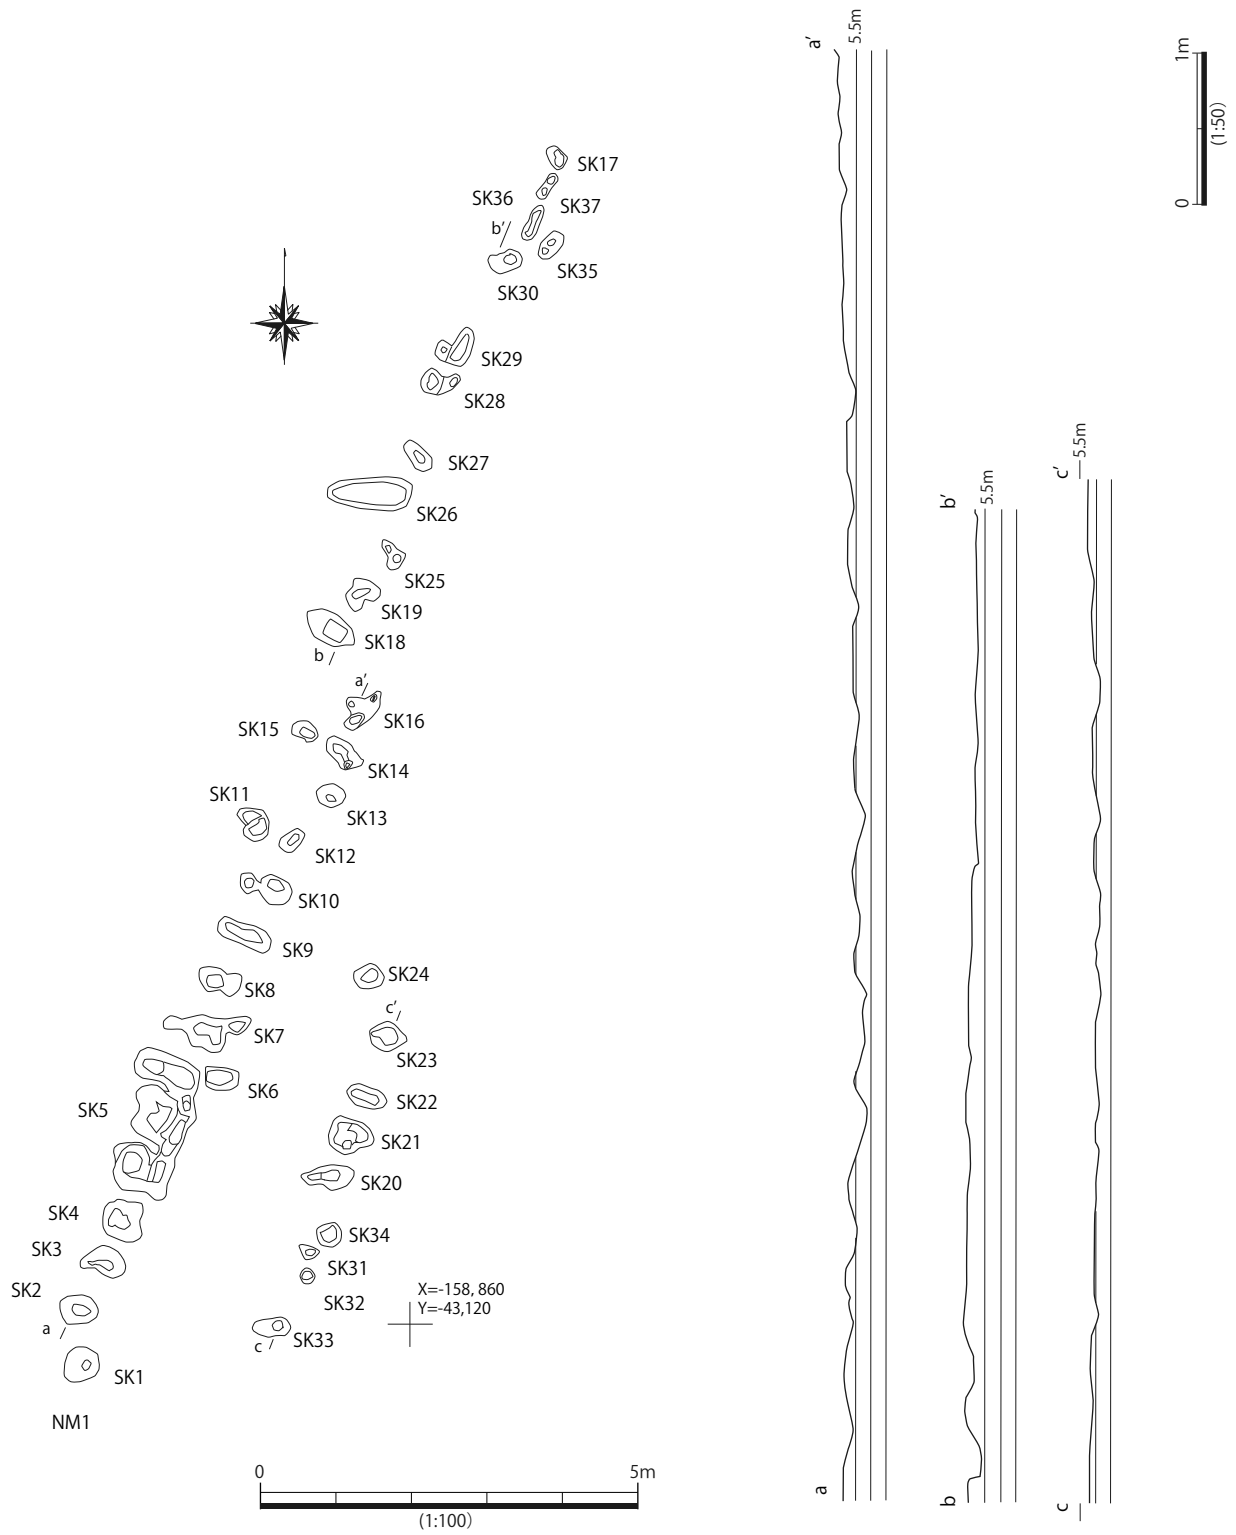 a’
5.5m
1m
(1:50)
0
SK17
SK36
SK37
b’
SK35
SK30
SK29
SK28
SK27
SK26
SK25
SK19
SK18
b
a’
SK16
SK15
SK14
SK11
SK13
SK12
SK10
SK9
SK24
SK8
c’
SK7
SK23
SK6
SK22
SK5
SK21
SK20
SK4
SK34
SK3
SK31
SK2
X=-158, 860
Y=-43,120
SK32
a
SK33
c
SK1
NM1
0
5m
(1:100)
b’
5.5m
c’
5.5m
a
b
c